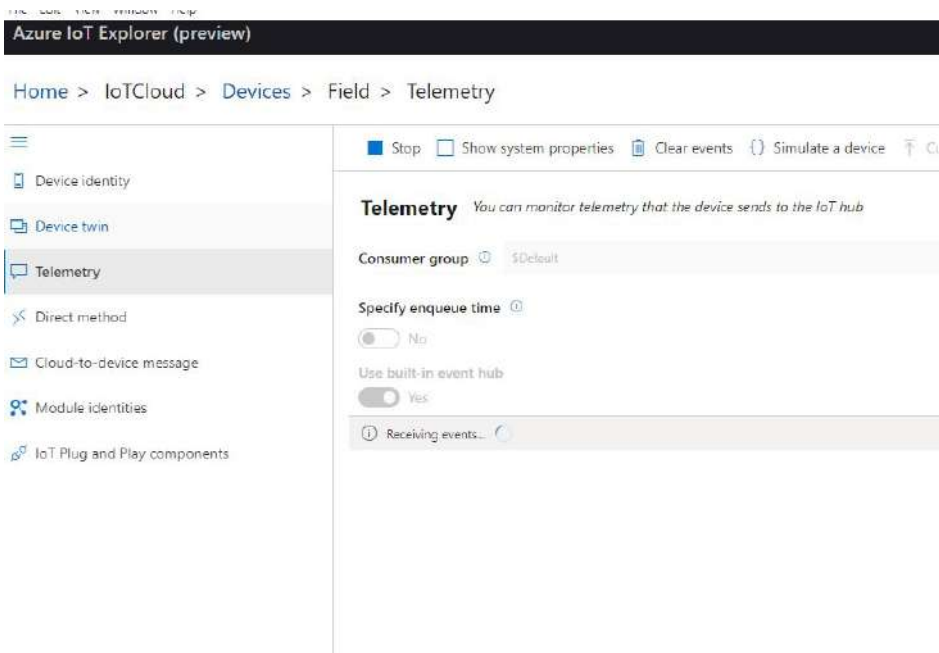 Azure IoT Explorer (preview)
Home > IoTCloud > Devices > Field > Telemetry
Stop Show system properties Clear events {} Simulate a device
Device identity
Device twin
Telemetry
Direct method
Cloud-to-device message
Module identities
IoT Plug and Play components
Telemetry You can monitor telemetry that the device sends to the IoT hub
Consumer group $Default
Specify enqueue time
No
Use built-in event hub
Yes
Receiving events...